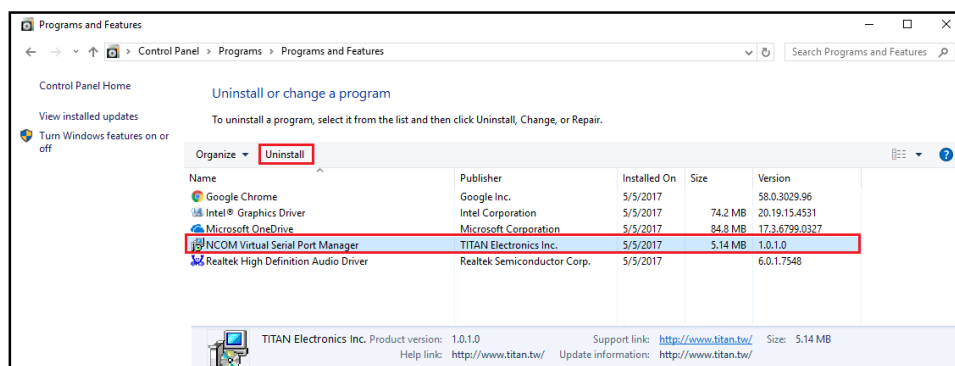 Programs and Features
Control Panel > Programs > Programs and Features
Search Programs and Features
Control Panel Home
View installed updates
Turn Windows features on or
off
Uninstall or change a program
To uninstall a program, select it from the list and then click Uninstall, Change, or Repair.
Organize Uninstall
Name Publisher Installed On Size Version
Google Chrome Google Inc. 5/5/2017 58.0.3029.96
Intel® Graphics Driver Intel Corporation 5/5/2017 74.2 MB 20.19.15.4531
Microsoft OneDrive Microsoft Corporation 5/5/2017 84.8 MB 17.3.6799.0327
NCOM Virtual Serial Port Manager TITAN Electronics Inc. 5/5/2017 5.14 MB 1.0.1.0
Realtek High Definition Audio Driver Realtek Semiconductor Corp. 5/5/2017 6.0.1.7548
TITAN Electronics Inc. Product version: 1.0.1.0 Support link: http://www.titan.tw/ Size: 5.14 MB
Help link: http://www.titan.tw/ Update information: http://www.titan.tw/